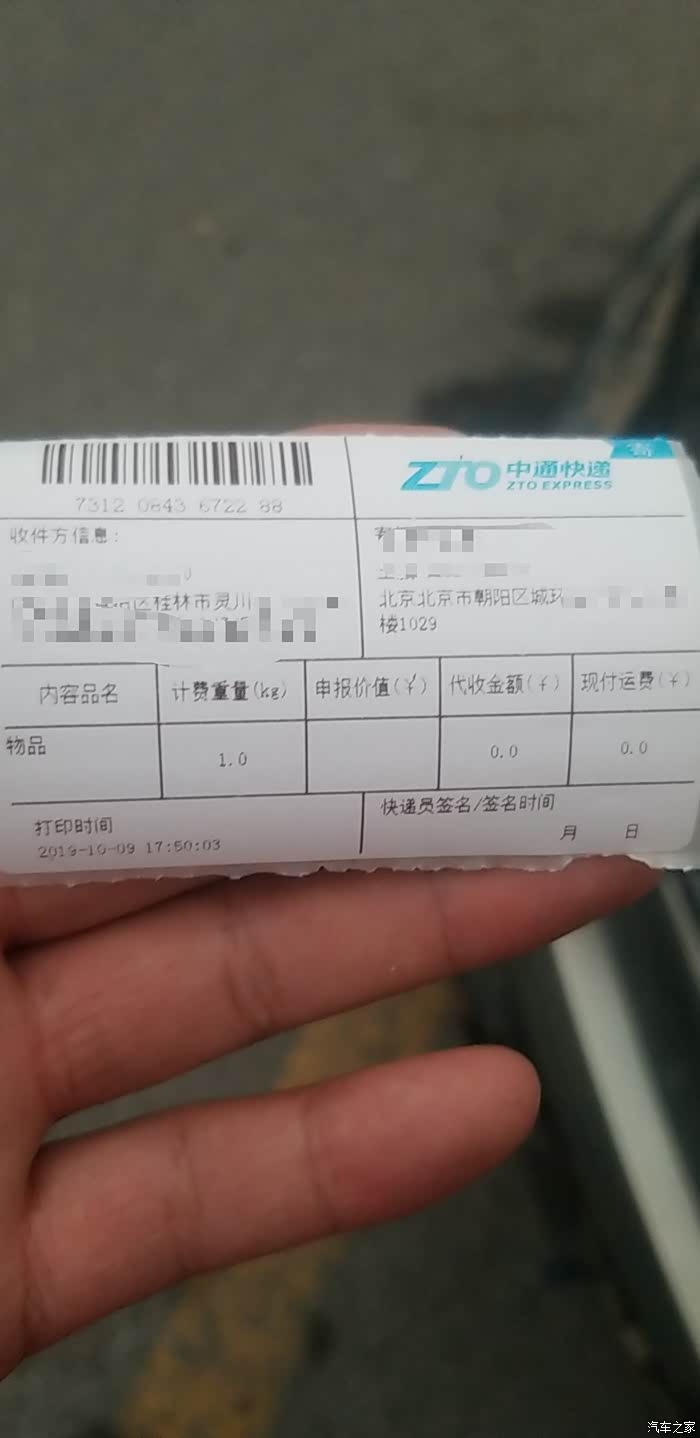 寄
ZTO 中通快递
ZTO EXPRESS
7312 0843 6722 88
收件方信息：
区桂林市灵川
北京北京市朝阳区城环
楼1029
内容品名 计费重量(kg) 申报价值(¥) 代收金额(¥) 现付运费(¥)
物品 1.0 0.0 0.0
打印时间
2019-10-09 17:50:03
快递员签名/签名时间
月 日
汽车之家